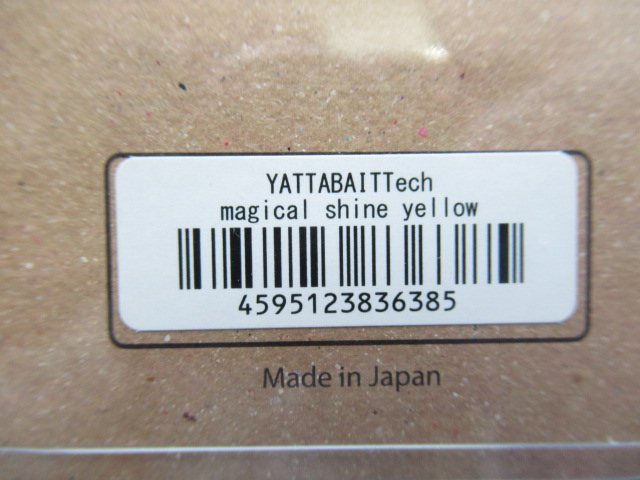 YATTABAITTech
magical shine yellow
4595123836385
Made in Japan